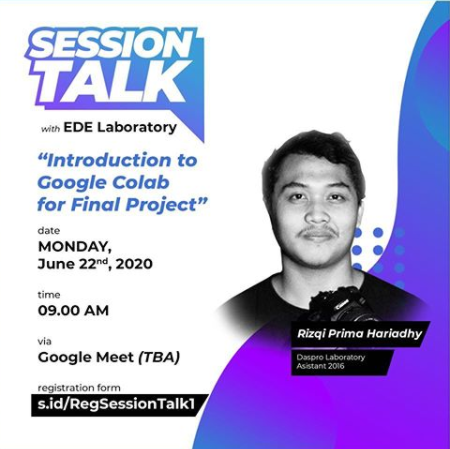 SESSION
TALK
with EDE Laboratory
“Introduction to
Google Colab
for Final Project”
date
MONDAY,
June 22nd, 2020
time
09.00 AM
via
Google Meet (TBA)
registration form
s.id/RegSessionTalk1
Rizqi Prima Hariadhy
Daspro Laboratory
Asistant 2016